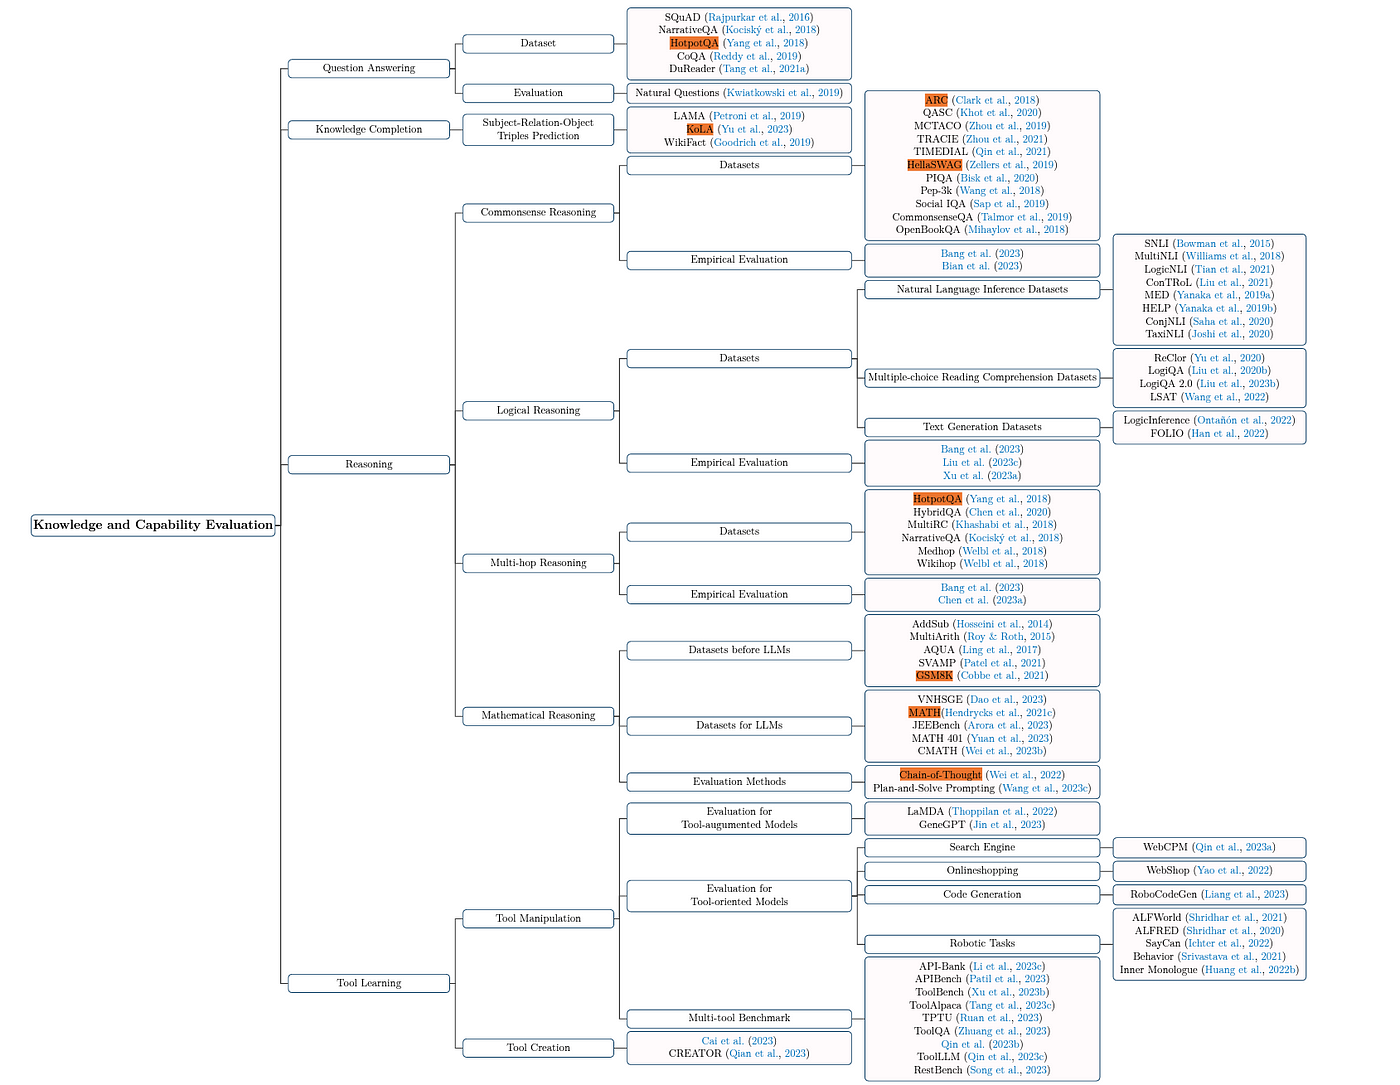 Knowledge and Capability Evaluation
Question Answering
Dataset
SQuAD (Rajpurkar et al., 2016)
NarrativeQA (Kociský et al., 2018)
HotpotQA (Yang et al., 2018)
CoQA (Reddy et al., 2019)
DuReader (Tang et al., 2021a)
Evaluation
Natural Questions (Kwiatkowski et al., 2019)
Knowledge Completion
Subject-Relation-Object
Triples Prediction
LAMA (Petroni et al., 2019)
KoLA (Yu et al., 2023)
WikiFact (Goodrich et al., 2019)
Reasoning
Commonsense Reasoning
Datasets
ARC (Clark et al., 2018)
QASC (Khot et al., 2020)
MCTACO (Zhou et al., 2019)
TRACIE (Zhou et al., 2021)
TIMEDIAL (Qin et al., 2021)
HellaSWAG (Zellers et al., 2019)
PIQA (Bisk et al., 2020)
Pep-3k (Wang et al., 2018)
Social IQA (Sap et al., 2019)
CommonsenseQA (Talmor et al., 2019)
OpenBookQA (Mihaylov et al., 2018)
Empirical Evaluation
Bang et al. (2023)
Bian et al. (2023)
Logical Reasoning
Datasets
Natural Language Inference Datasets
SNLI (Bowman et al., 2015)
MultiNLI (Williams et al., 2018)
LogicNLI (Tian et al., 2021)
ConTRoL (Liu et al., 2021)
MED (Yanaka et al., 2019a)
HELP (Yanaka et al., 2019b)
ConjNLI (Saha et al., 2020)
TaxiNLI (Joshi et al., 2020)
Multiple-choice Reading Comprehension Datasets
ReClor (Yu et al., 2020)
LogiQA (Liu et al., 2020b)
LogiQA 2.0 (Liu et al., 2023b)
LSAT (Wang et al., 2022)
Text Generation Datasets
LogicInference (Ontañón et al., 2022)
FOLIO (Han et al., 2022)
Empirical Evaluation
Bang et al. (2023)
Liu et al. (2023c)
Xu et al. (2023a)
Multi-hop Reasoning
Datasets
HotpotQA (Yang et al., 2018)
HybridQA (Chen et al., 2020)
MultiRC (Khashabi et al., 2018)
NarrativeQA (Kociský et al., 2018)
Medhop (Welbl et al., 2018)
Wikihop (Welbl et al., 2018)
Empirical Evaluation
Bang et al. (2023)
Chen et al. (2023a)
Mathematical Reasoning
Datasets before LLMs
AddSub (Hosseini et al., 2014)
MultiArith (Roy & Roth, 2015)
AQUA (Ling et al., 2017)
SVAMP (Patel et al., 2021)
GSM8K (Cobbe et al., 2021)
Datasets for LLMs
VNHSGE (Dao et al., 2023)
MATH(Hendrycks et al., 2021c)
JEEBench (Arora et al., 2023)
MATH 401 (Yuan et al., 2023)
CMATH (Wei et al., 2023b)
Evaluation Methods
Chain-of-Thought (Wei et al., 2022)
Plan-and-Solve Prompting (Wang et al., 2023c)
Tool Learning
Tool Manipulation
Evaluation for
Tool-augumented Models
LaMDA (Thoppilan et al., 2022)
GeneGPT (Jin et al., 2023)
Evaluation for
Tool-oriented Models
Search Engine
WebCPM (Qin et al., 2023a)
Onlineshopping
WebShop (Yao et al., 2022)
Code Generation
RoboCodeGen (Liang et al., 2023)
Robotic Tasks
ALFWorld (Shridhar et al., 2021)
ALFRED (Shridhar et al., 2020)
SayCan (Ichter et al., 2022)
Behavior (Srivastava et al., 2021)
Inner Monologue (Huang et al., 2022b)
Multi-tool Benchmark
API-Bank (Li et al., 2023c)
APIBench (Patil et al., 2023)
ToolBench (Xu et al., 2023b)
ToolAlpaca (Tang et al., 2023c)
TPTU (Ruan et al., 2023)
ToolQA (Zhuang et al., 2023)
Qin et al. (2023b)
ToolLLM (Qin et al., 2023c)
RestBench (Song et al., 2023)
Tool Creation
Cai et al. (2023)
CREATOR (Qian et al., 2023)